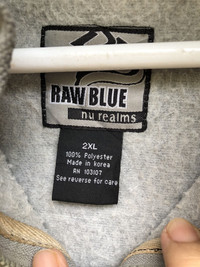 RAW BLUE
nu realms
2XL
100% Polyester
Made in korea
RN 103107
See reverse for care